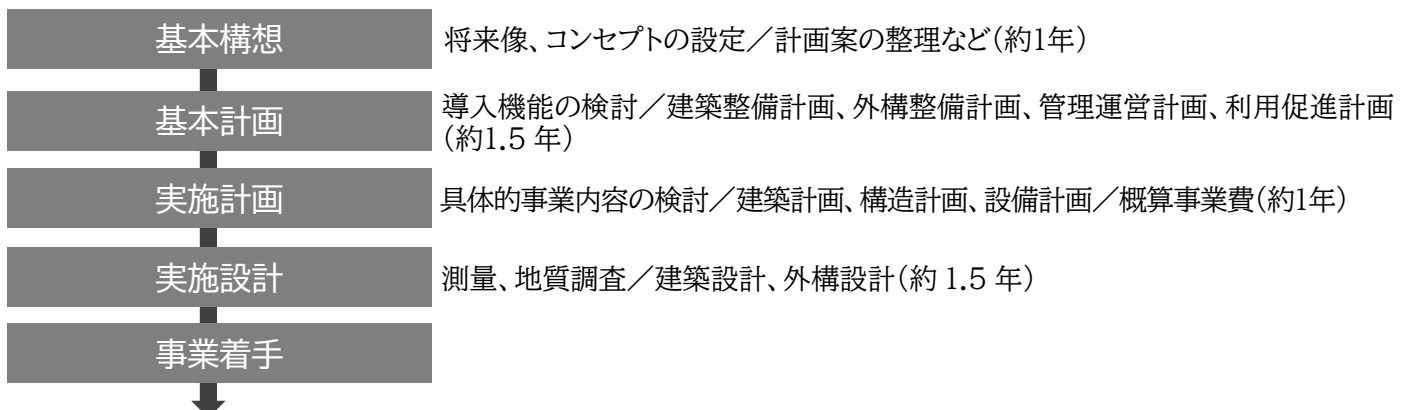 基本構想
将来像、コンセプトの設定／計画案の整理など（約1年）
基本計画
導入機能の検討／建築整備計画、外構整備計画、管理運営計画、利用促進計画
（約1.5 年）
実施計画
具体的事業内容の検討／建築計画、構造計画、設備計画／概算事業費（約1年）
実施設計
測量、地質調査／建築設計、外構設計（約 1.5 年）
事業着手